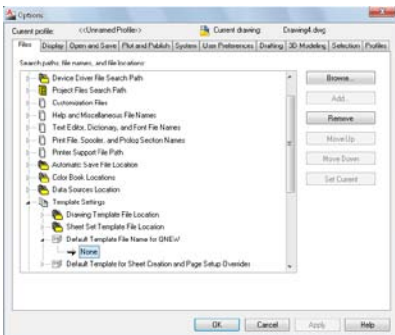 Options
Current profile: <<Unnamed Profile>> Current drawing: Drawing4.dwg
Files Display Open and Save Plot and Publish System User Preferences Drafting 3D Modeling Selection Profiles
Search paths, file names, and file locations:
Device Driver File Search Path
Project Files Search Path
Customization Files
Help and Miscellaneous File Names
Text Editor, Dictionary, and Font File Names
Print File, Spooler, and Prolog Section Names
Printer Support File Path
Automatic Save File Location
Color Book Locations
Data Sources Location
Template Settings
Drawing Template File Location
Sheet Set Template File Location
Default Template File Name for QNEW
None
Default Template for Sheet Creation and Page Setup Overrides
Browse...
Add...
Remove
Move Up
Move Down
Set Current
OK Cancel Apply Help